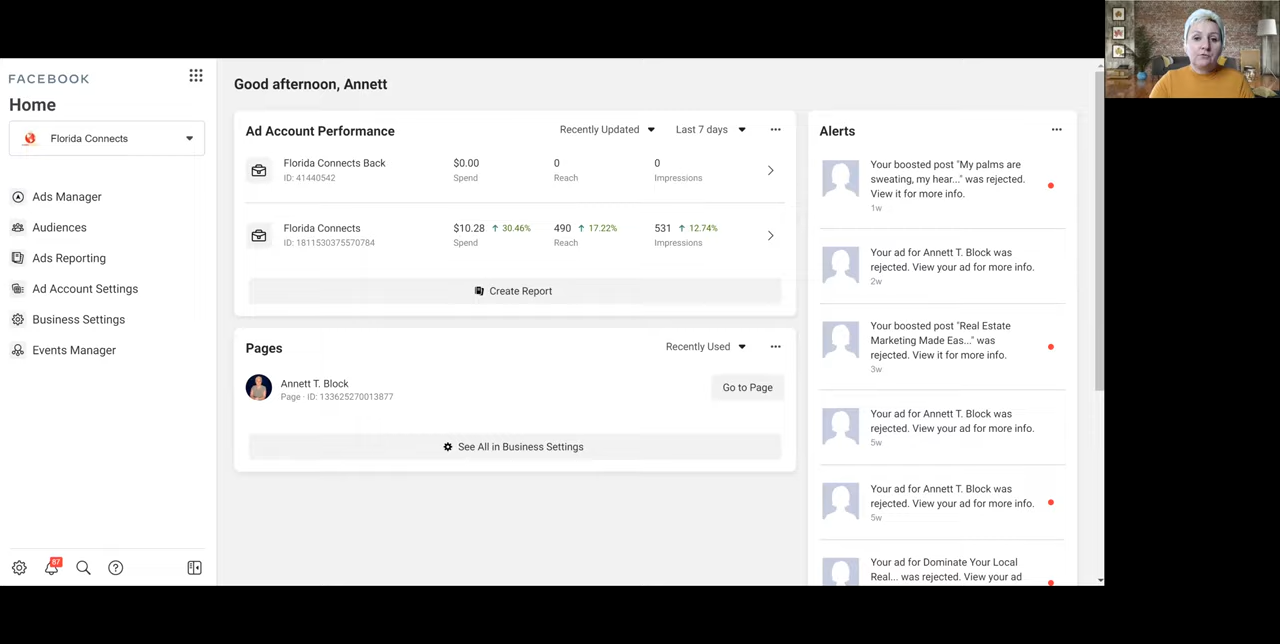 FACEBOOK
Home
Florida Connects
Ads Manager
Audiences
Ads Reporting
Ad Account Settings
Business Settings
Events Manager
87
Good afternoon, Annett
Ad Account Performance
Recently Updated
Last 7 days
Florida Connects Back
ID: 41440542
$0.00
Spend
0
Reach
0
Impressions
Florida Connects
ID: 1811530375570784
$10.28 ↑ 30.46%
Spend
490 ↑ 17.22%
Reach
531 ↑ 12.74%
Impressions
Create Report
Pages
Recently Used
Annett T. Block
Page · ID: 133625270013877
Go to Page
See All in Business Settings
Alerts
Your boosted post "My palms are
sweating, my hear..." was rejected.
View it for more info.
1w
Your ad for Annett T. Block was
rejected. View your ad for more info.
2w
Your boosted post "Real Estate
Marketing Made Eas..." was
rejected. View it for more info.
3w
Your ad for Annett T. Block was
rejected. View your ad for more info.
5w
Your ad for Annett T. Block was
rejected. View your ad for more info.
5w
Your ad for Dominate Your Local
Real... was rejected. View your ad